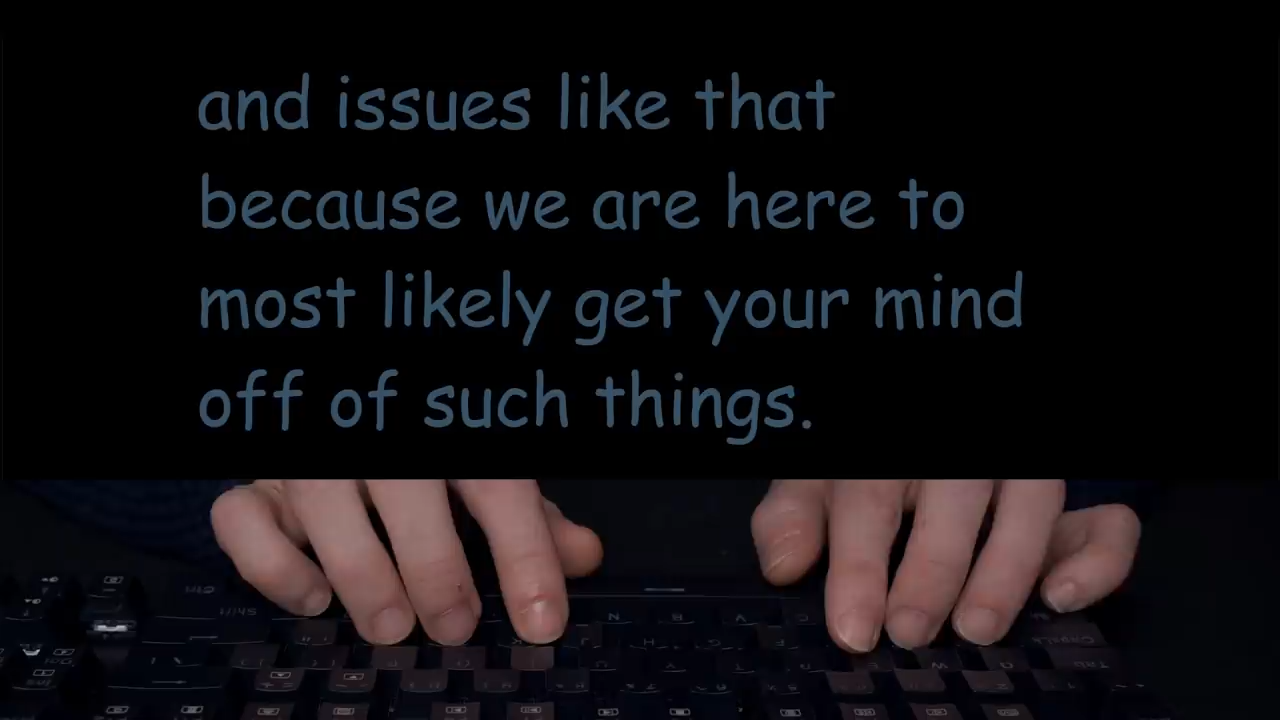 and issues like that
because we are here to
most likely get your mind
off of such things.